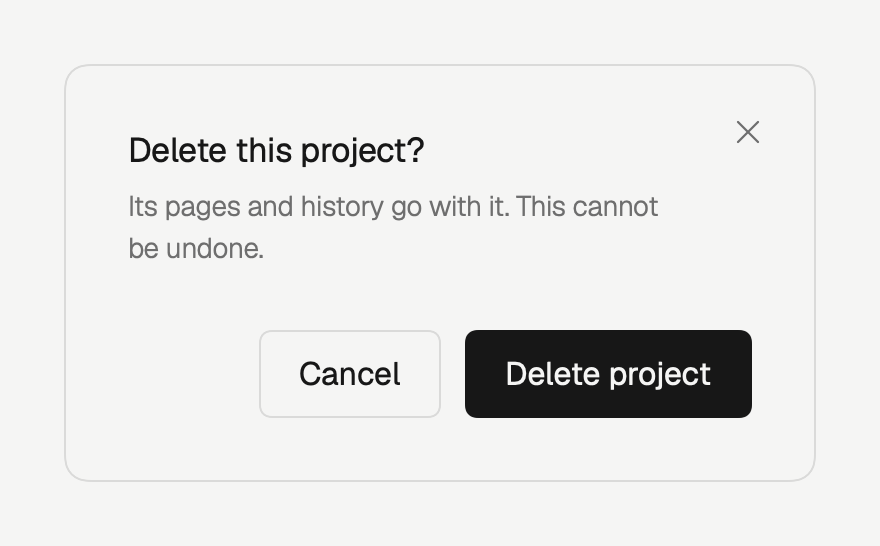 Delete this project?
Its pages and history go with it. This cannot
be undone.
Cancel
Delete project